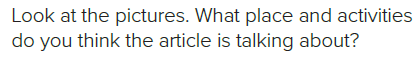 Look at the pictures. What place and activities
do you think the article is talking about?